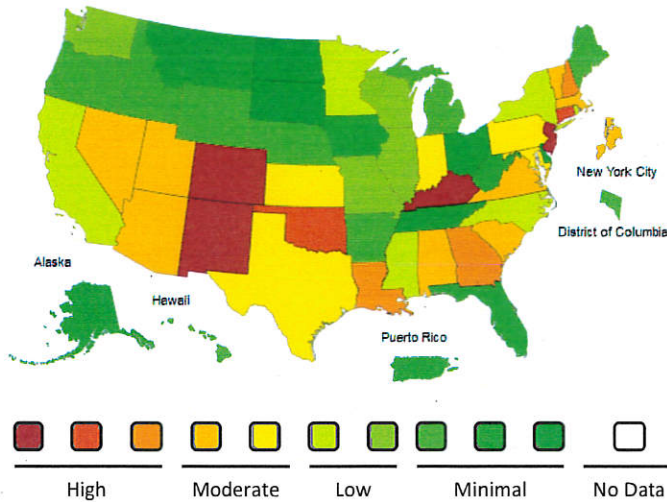 New York City
District of Columbia
Alaska
Hawaii
Puerto Rico
High Moderate Low Minimal No Data